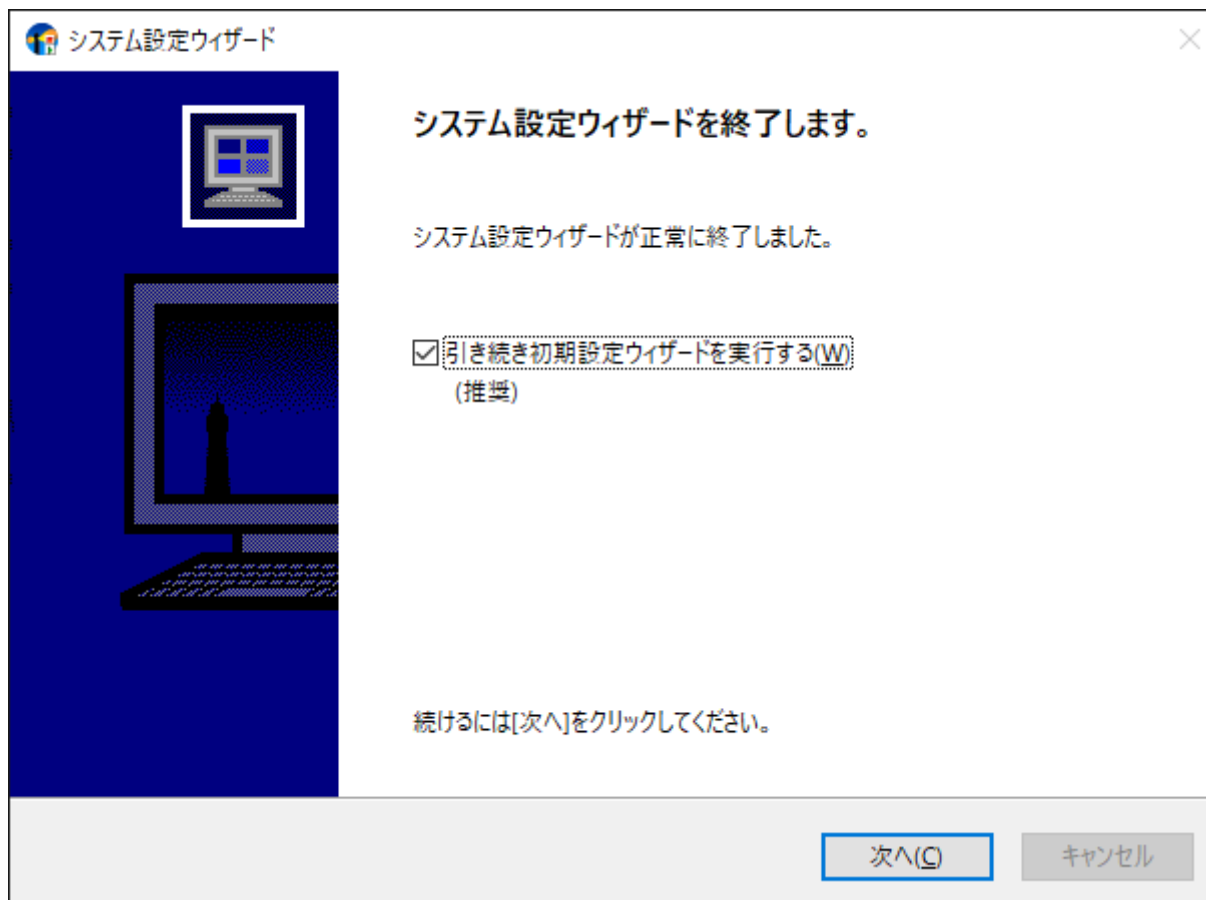 システム設定ウィザード
システム設定ウィザードを終了します。
システム設定ウィザードが正常に終了しました。
引き続き初期設定ウィザードを実行する(W)
(推奨)
続けるには[次へ]をクリックしてください。
次へ(C)
キャンセル